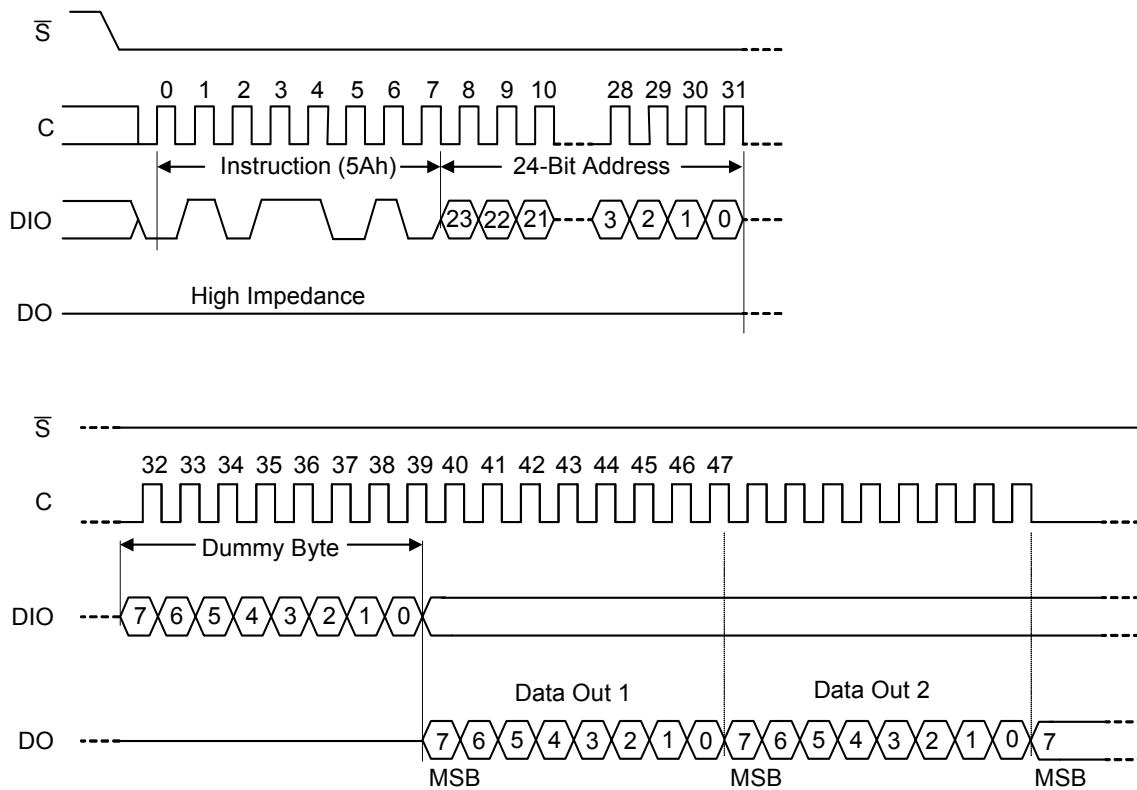 S
0 1 2 3 4 5 6 7 8 9 10 28 29 30 31
C
Instruction (5Ah) 24-Bit Address
DIO 23 22 21 3 2 1 0
High Impedance
DO
S
32 33 34 35 36 37 38 39 40 41 42 43 44 45 46 47
C
Dummy Byte
DIO 7 6 5 4 3 2 1 0
Data Out 1 Data Out 2
DO 7 6 5 4 3 2 1 0 7 6 5 4 3 2 1 0 7
MSB MSB MSB